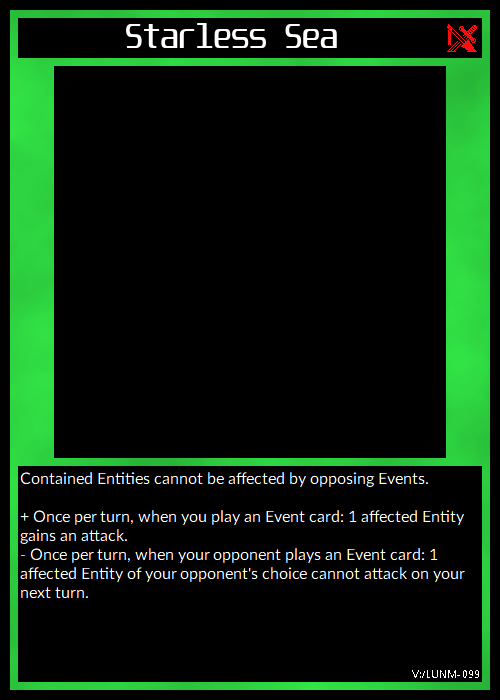 Starless Sea
Contained Entities cannot be affected by opposing Events.
+ Once per turn, when you play an Event card: 1 affected Entity
gains an attack.
- Once per turn, when your opponent plays an Event card: 1
affected Entity of your opponent's choice cannot attack on your
next turn.
V:/LUNM-099